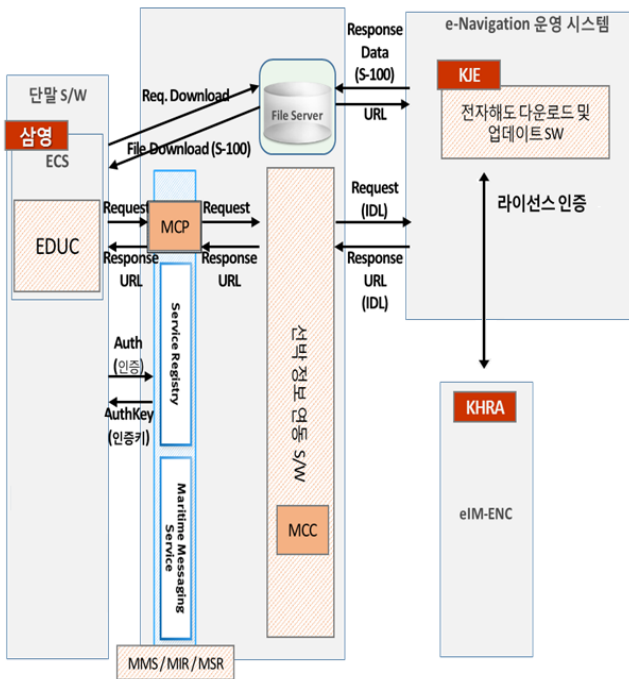 e-Navigation 운영 시스템
Response
Data
(S-100)
KJE
단말 S/W
Req. Download
File Server
URL
전자해도 다운로드 및
업데이트 SW
삼영
ECS
File Download (S-100)
라이선스 인증
Request
MCP
Request
Request
(IDL)
EDUC
Response
URL
Response
URL
Response
URL
(IDL)
Service Registry
선박 정보 연동 S/W
Auth
(인증)
AuthKey
(인증키)
KHRA
Maritime Messaging
Service
MCC
eIM-ENC
MMS / MIR / MSR